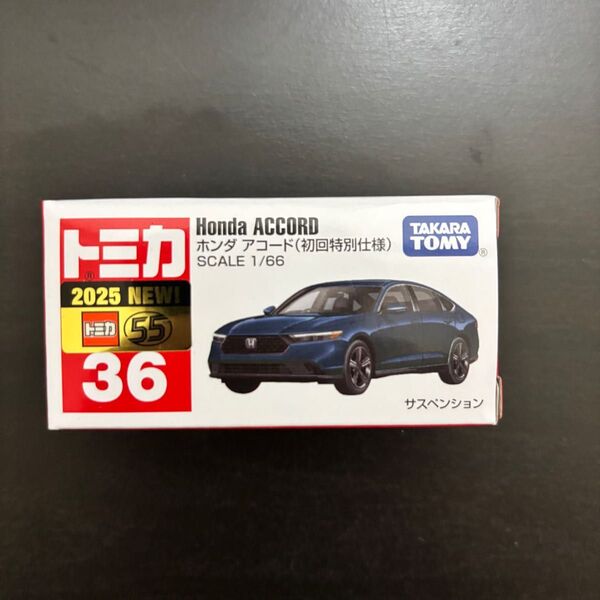 トミカ
®
2025 NEW!
トミカ 55
36
Honda ACCORD
ホンダ アコード(初回特別仕様)
SCALE 1/66
TAKARA
TOMY®
サスペンション